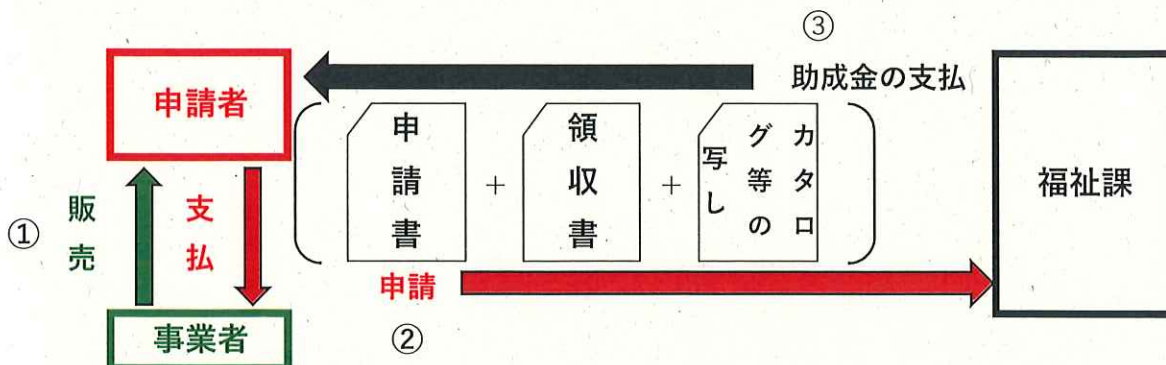 ③
助成金の支払
申請者
申請書
+
領収書
+
カタログ等の写し
福祉課
①
販売
支払
申請
②
事業者